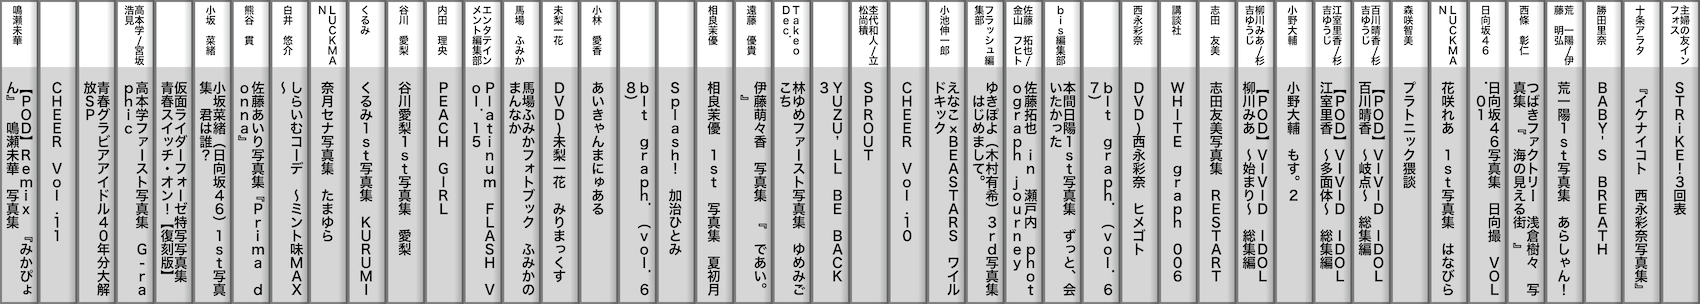 主婦の友イン
フォス
STRiKE!3回表
十条アラタ
『イケナイコト 西永彩奈写真集』
勝田里奈
BABY'S BREATH
荒 一陽/伊
藤 明弘
荒一陽1st写真集 あらしゃん!
西條 彰仁
つばきファクトリー 浅倉樹々 写
真集 『 海の見える街 』
日向坂46
日向坂46写真集 日向撮 VOL
.01
LUCKMA
N
花咲れあ 1st写真集 はなびら
森咲智美
プラトニック猥談
百川晴香/杉
吉ゆうじ
【POD】VIVID IDOL
百川晴香 〜岐点〜 総集編
江室里香/杉
吉ゆうじ
【POD】VIVID IDOL
江室里香 〜多面体〜 総集編
小野大輔
小野大輔 もす。2
柳川みあ/杉
吉ゆうじ
【POD】VIVID IDOL
柳川みあ 〜始まり〜 総集編
志田 友美
志田友美写真集 RESTART
講談社
WHITE graph 006
西永彩奈
DVD)西永彩奈 ヒメゴト
blt graph. (vol.6
7)
bis編集部
本間日陽1st写真集 ずっと、会
いたかった
佐藤 拓也/
金山 フヒト
佐藤拓也 in 瀬戸内 phot
ograph journey
フラッシュ編
集部
ゆきぽよ(木村有希)3rd写真集
はじめまして。
小池伸一郎
えなこ×BEASTARS ワイル
ドキック
CHEER Vol.10
杢代和人/立
松尚積
SPROUT
YUZU'LL BE BACK
3
Takeo
Dec.
林ゆめファースト写真集 ゆめみご
こち
遠藤 優貴
伊藤萌々香 写真集 『 であい。
』
相良茉優
相良茉優 1st 写真集 夏初月
Splash! 加治ひとみ
blt graph. (vol.6
8)
小林 愛香
あいきゃんまにゅある
未梨一花
DVD)未梨一花 みりまっくす
馬場 ふみか
馬場ふみかフォトブック ふみかの
まんなか
エンタテイン
メント編集部
Platinum FLASH V
ol.15
内田 理央
PEACH GIRL
谷川 愛梨
谷川愛梨1st写真集 愛梨
くるみ
くるみ1st写真集 KURUMI
LUCKMA
N
奈月セナ写真集 たまゆら
白井 悠介
しらいむコーデ 〜ミント味MAX
〜
熊谷 貫
佐藤あいり写真集『Prima d
onna』
小坂 菜緒
小坂菜緒(日向坂46)1st写真
集 君は誰?
仮面ライダーフォーゼ特写写真集
青春スイッチ・オン!【復刻版】
高本学/宮坂
浩見
高本学ファースト写真集 G-ra
phic
青春グラビアアイドル40年分大解
放SP
CHEER Vol.11
鳴瀬未華
【POD】Remix 『みかぴょ
ん』 鳴瀬未華 写真集